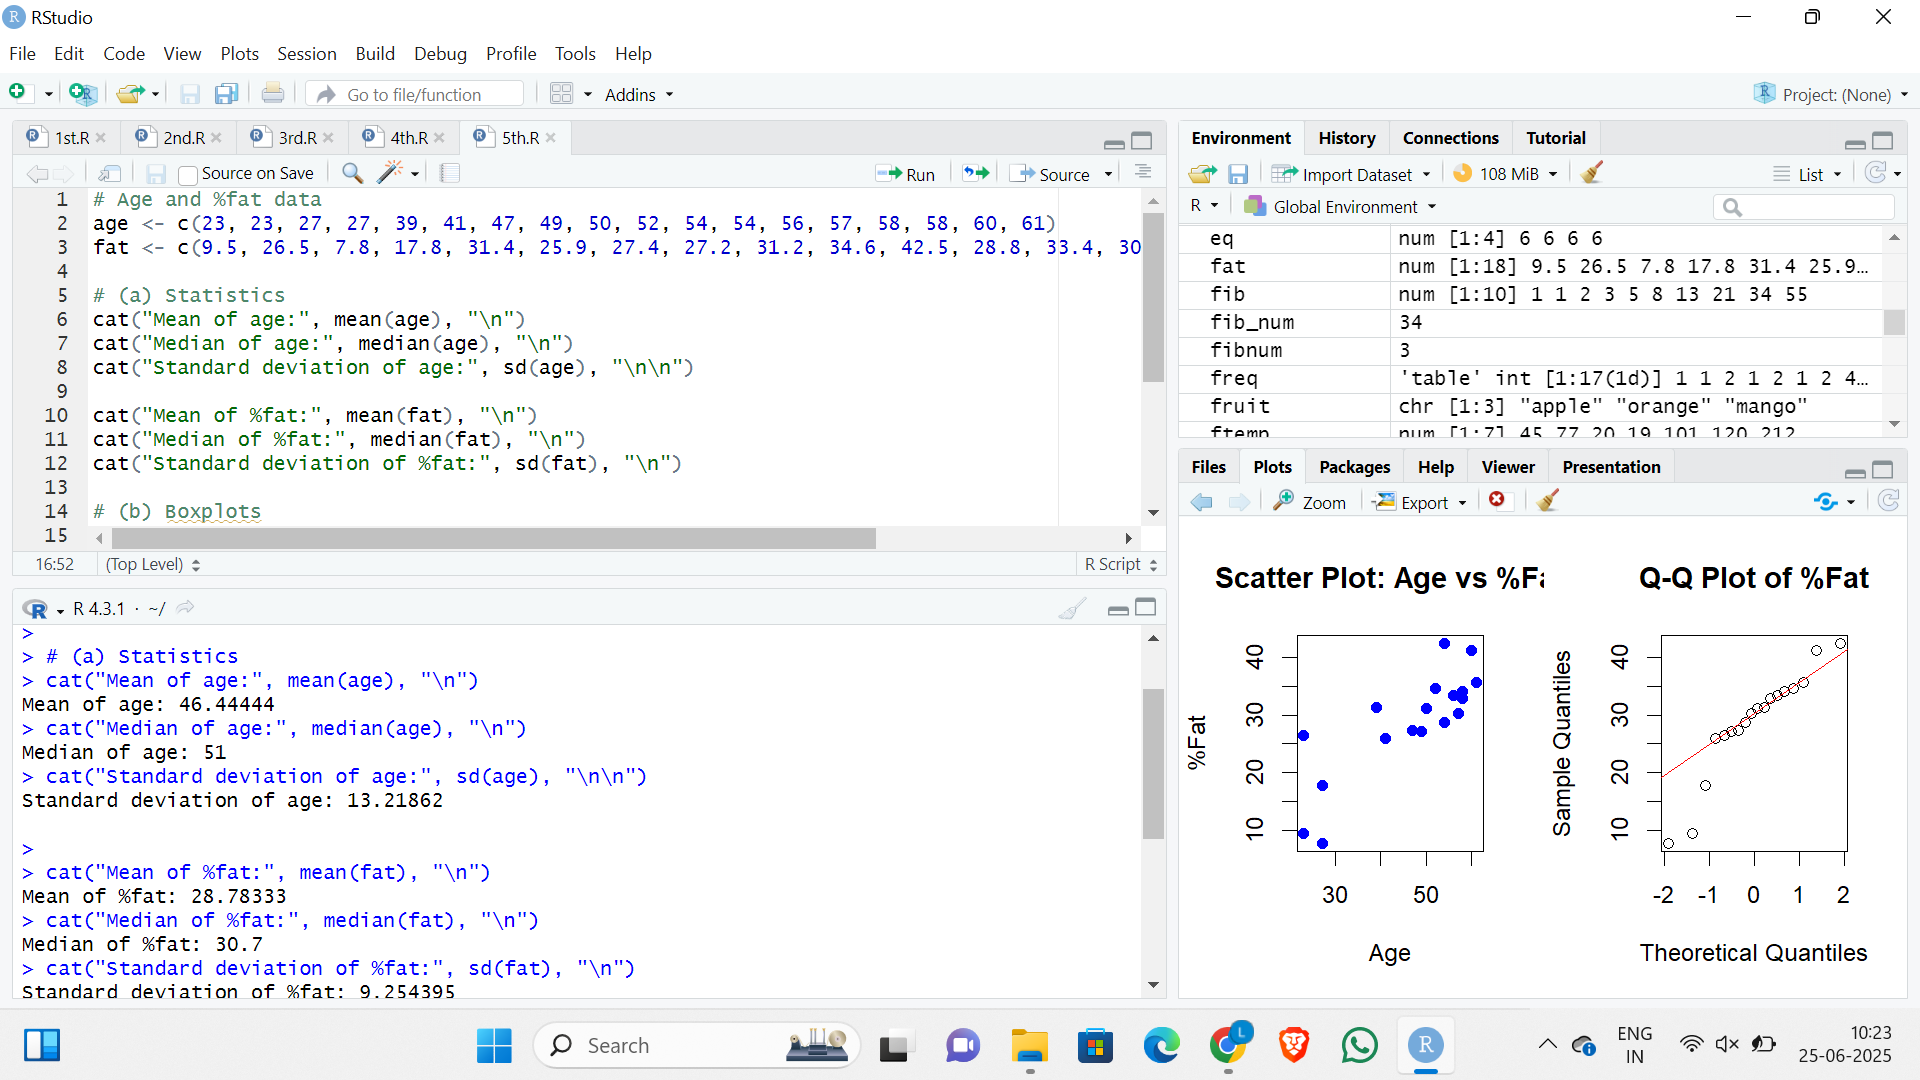 RStudio
File Edit Code View Plots Session Build Debug Profile Tools Help
Go to file/function Addins Project: (None)
1st.R 2nd.R 3rd.R 4th.R 5th.R
Source on Save Run Source
1 # Age and %fat data
2 age <- c(23, 23, 27, 27, 39, 41, 47, 49, 50, 52, 54, 54, 56, 57, 58, 58, 60, 61)
3 fat <- c(9.5, 26.5, 7.8, 17.8, 31.4, 25.9, 27.4, 27.2, 31.2, 34.6, 42.5, 28.8, 33.4, 30
4
5 # (a) Statistics
6 cat("Mean of age:", mean(age), "\n")
7 cat("Median of age:", median(age), "\n")
8 cat("Standard deviation of age:", sd(age), "\n\n")
9
10 cat("Mean of %fat:", mean(fat), "\n")
11 cat("Median of %fat:", median(fat), "\n")
12 cat("Standard deviation of %fat:", sd(fat), "\n")
13
14 # (b) Boxplots
15
16:52 (Top Level) R Script
R 4.3.1 · ~/
>
> # (a) Statistics
> cat("Mean of age:", mean(age), "\n")
Mean of age: 46.44444
> cat("Median of age:", median(age), "\n")
Median of age: 51
> cat("Standard deviation of age:", sd(age), "\n\n")
Standard deviation of age: 13.21862
>
> cat("Mean of %fat:", mean(fat), "\n")
Mean of %fat: 28.78333
> cat("Median of %fat:", median(fat), "\n")
Median of %fat: 30.7
> cat("Standard deviation of %fat:", sd(fat), "\n")
Standard deviation of %fat: 9.254395
Environment History Connections Tutorial
Import Dataset 108 MiB List
R Global Environment
eq num [1:4] 6 6 6 6
fat num [1:18] 9.5 26.5 7.8 17.8 31.4 25.9…
fib num [1:10] 1 1 2 3 5 8 13 21 34 55
fib_num 34
fibnum 3
freq 'table' int [1:17(1d)] 1 1 2 1 2 1 2 4…
fruit chr [1:3] "apple" "orange" "mango"
ftemp num [1:7] 45 77 20 19 101 120 212
Files Plots Packages Help Viewer Presentation
Zoom Export
Scatter Plot: Age vs %Fa
%Fat
40
30
20
10
30 50
Age
Q-Q Plot of %Fat
Sample Quantiles
40
30
20
10
-2 -1 0 1 2
Theoretical Quantiles
Search
L
R
ENG
IN
10:23
25-06-2025